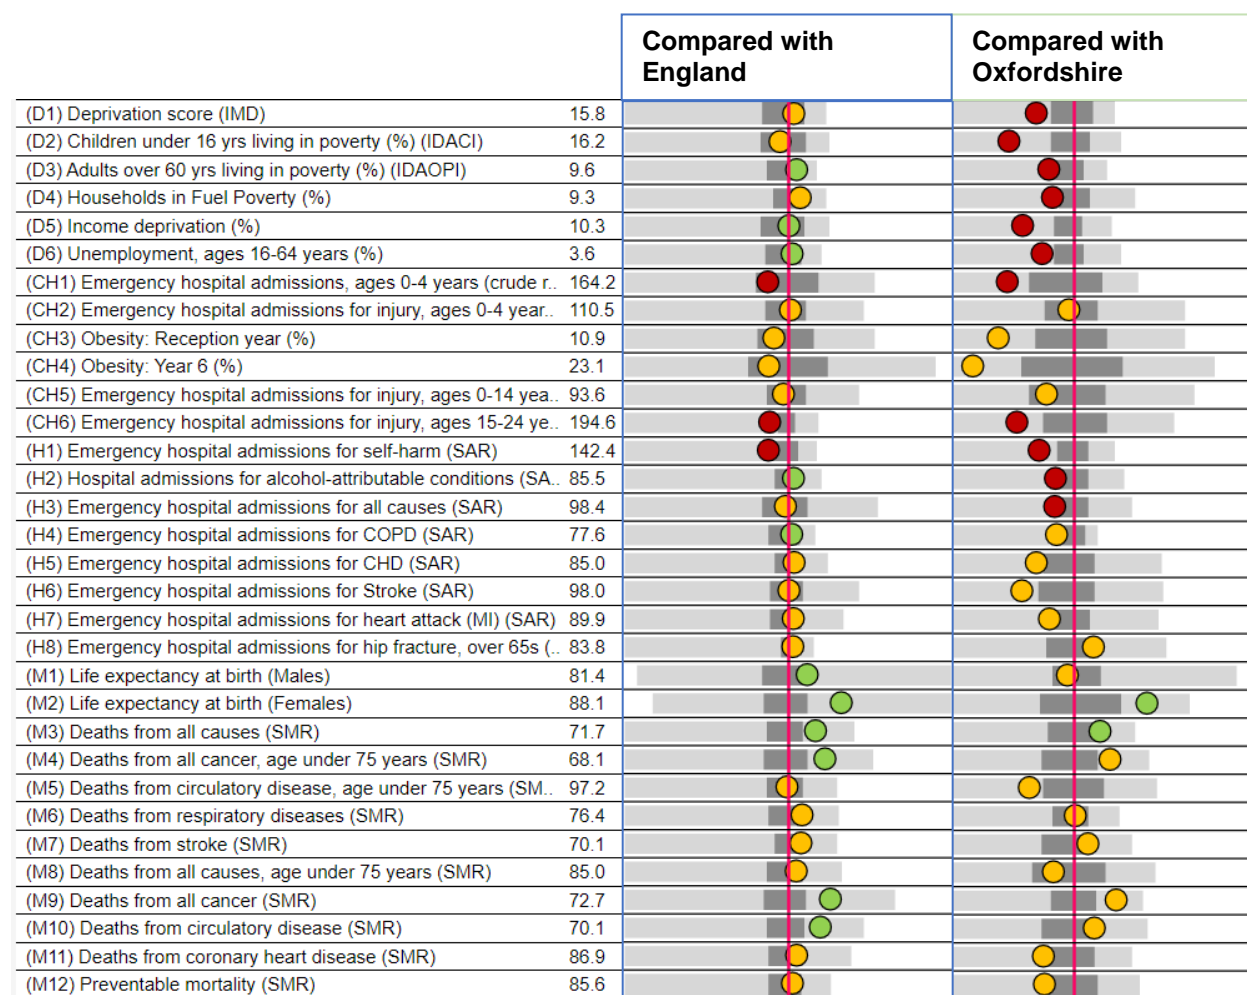 Compared with England
Compared with Oxfordshire
(D1) Deprivation score (IMD) 15.8
(D2) Children under 16 yrs living in poverty (%) (IDACI) 16.2
(D3) Adults over 60 yrs living in poverty (%) (IDAOPI) 9.6
(D4) Households in Fuel Poverty (%) 9.3
(D5) Income deprivation (%) 10.3
(D6) Unemployment, ages 16-64 years (%) 3.6
(CH1) Emergency hospital admissions, ages 0-4 years (crude r.. 164.2
(CH2) Emergency hospital admissions for injury, ages 0-4 year.. 110.5
(CH3) Obesity: Reception year (%) 10.9
(CH4) Obesity: Year 6 (%) 23.1
(CH5) Emergency hospital admissions for injury, ages 0-14 yea.. 93.6
(CH6) Emergency hospital admissions for injury, ages 15-24 ye.. 194.6
(H1) Emergency hospital admissions for self-harm (SAR) 142.4
(H2) Hospital admissions for alcohol-attributable conditions (SA.. 85.5
(H3) Emergency hospital admissions for all causes (SAR) 98.4
(H4) Emergency hospital admissions for COPD (SAR) 77.6
(H5) Emergency hospital admissions for CHD (SAR) 85.0
(H6) Emergency hospital admissions for Stroke (SAR) 98.0
(H7) Emergency hospital admissions for heart attack (MI) (SAR) 89.9
(H8) Emergency hospital admissions for hip fracture, over 65s (.. 83.8
(M1) Life expectancy at birth (Males) 81.4
(M2) Life expectancy at birth (Females) 88.1
(M3) Deaths from all causes (SMR) 71.7
(M4) Deaths from all cancer, age under 75 years (SMR) 68.1
(M5) Deaths from circulatory disease, age under 75 years (SM.. 97.2
(M6) Deaths from respiratory diseases (SMR) 76.4
(M7) Deaths from stroke (SMR) 70.1
(M8) Deaths from all causes, age under 75 years (SMR) 85.0
(M9) Deaths from all cancer (SMR) 72.7
(M10) Deaths from circulatory disease (SMR) 70.1
(M11) Deaths from coronary heart disease (SMR) 86.9
(M12) Preventable mortality (SMR) 85.6